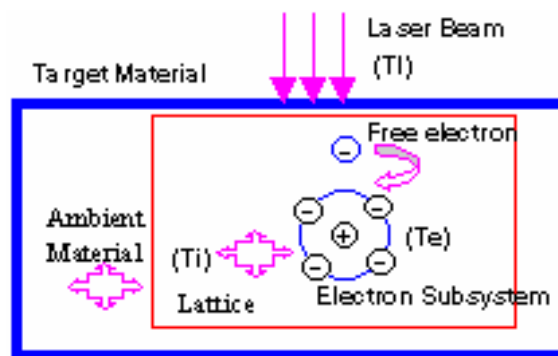 Laser Beam
(Tl)
Target Material
Free electron
-
Ambient
Material
(Ti)
Lattice
- -
+
- -
(Te)
Electron Subsystem